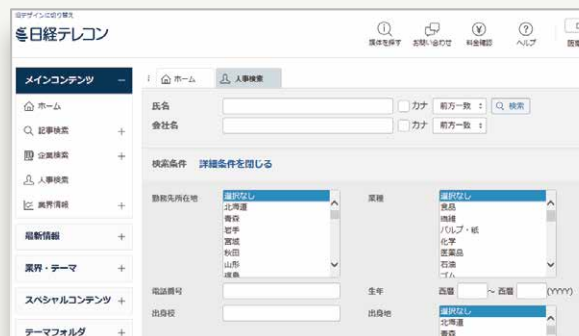 旧デザインに切り替え
日経テレコン
媒体を探す お問い合わせ 料金確認 ヘルプ
メインコンテンツ −
ホーム
記事検索 +
企業検索 +
人事検索
業界情報 +
最新情報 +
業界・テーマ +
スペシャルコンテンツ +
テーマフォルダ +
ホーム 人事検索
氏名 カナ 前方一致 検索
会社名 カナ 前方一致
検索条件 詳細条件を閉じる
勤務先所在地
選択なし
北海道
青森
岩手
宮城
秋田
山形
福島
業種
選択なし
食品
繊維
パルプ・紙
化学
医薬品
石油
ゴム
電話番号 生年 西暦 ～ 西暦 (YYYY)
出身校 出身地
選択なし
北海道
青森